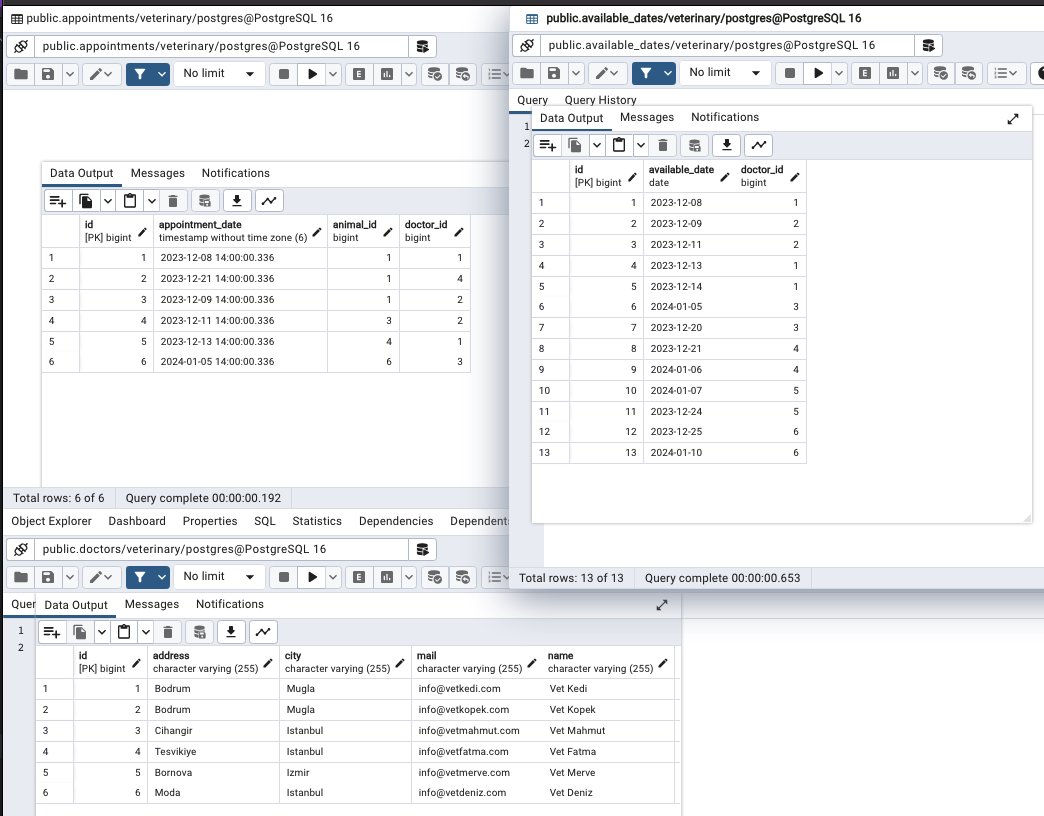 public.appointments/veterinary/postgres@PostgreSQL 16
public.appointments/veterinary/postgres@PostgreSQL 16
No limit
E
Data Output Messages Notifications
id appointment_date animal_id doctor_id
[PK] bigint timestamp without time zone (6) bigint bigint
1 1 2023-12-08 14:00:00.336 1 1
2 2 2023-12-21 14:00:00.336 1 4
3 3 2023-12-09 14:00:00.336 1 2
4 4 2023-12-11 14:00:00.336 3 2
5 5 2023-12-13 14:00:00.336 4 1
6 6 2024-01-05 14:00:00.336 6 3
Total rows: 6 of 6 Query complete 00:00:00.192
public.available_dates/veterinary/postgres@PostgreSQL 16
public.available_dates/veterinary/postgres@PostgreSQL 16
No limit
E
Query Query History
1
2
Data Output Messages Notifications
id available_date doctor_id
[PK] bigint date bigint
1 1 2023-12-08 1
2 2 2023-12-09 2
3 3 2023-12-11 2
4 4 2023-12-13 1
5 5 2023-12-14 1
6 6 2024-01-05 3
7 7 2023-12-20 3
8 8 2023-12-21 4
9 9 2024-01-06 4
10 10 2024-01-07 5
11 11 2023-12-24 5
12 12 2023-12-25 6
13 13 2024-01-10 6
Total rows: 13 of 13 Query complete 00:00:00.653
Object Explorer Dashboard Properties SQL Statistics Dependencies Dependent
public.doctors/veterinary/postgres@PostgreSQL 16
No limit
E
Quer
1
2
Data Output Messages Notifications
id address city mail name
[PK] bigint character varying (255) character varying (255) character varying (255) character varying (255)
1 1 Bodrum Mugla info@vetkedi.com Vet Kedi
2 2 Bodrum Mugla info@vetkopek.com Vet Kopek
3 3 Cihangir Istanbul info@vetmahmut.com Vet Mahmut
4 4 Tesvikiye Istanbul info@vetfatma.com Vet Fatma
5 5 Bornova Izmir info@vetmerve.com Vet Merve
6 6 Moda Istanbul info@vetdeniz.com Vet Deniz